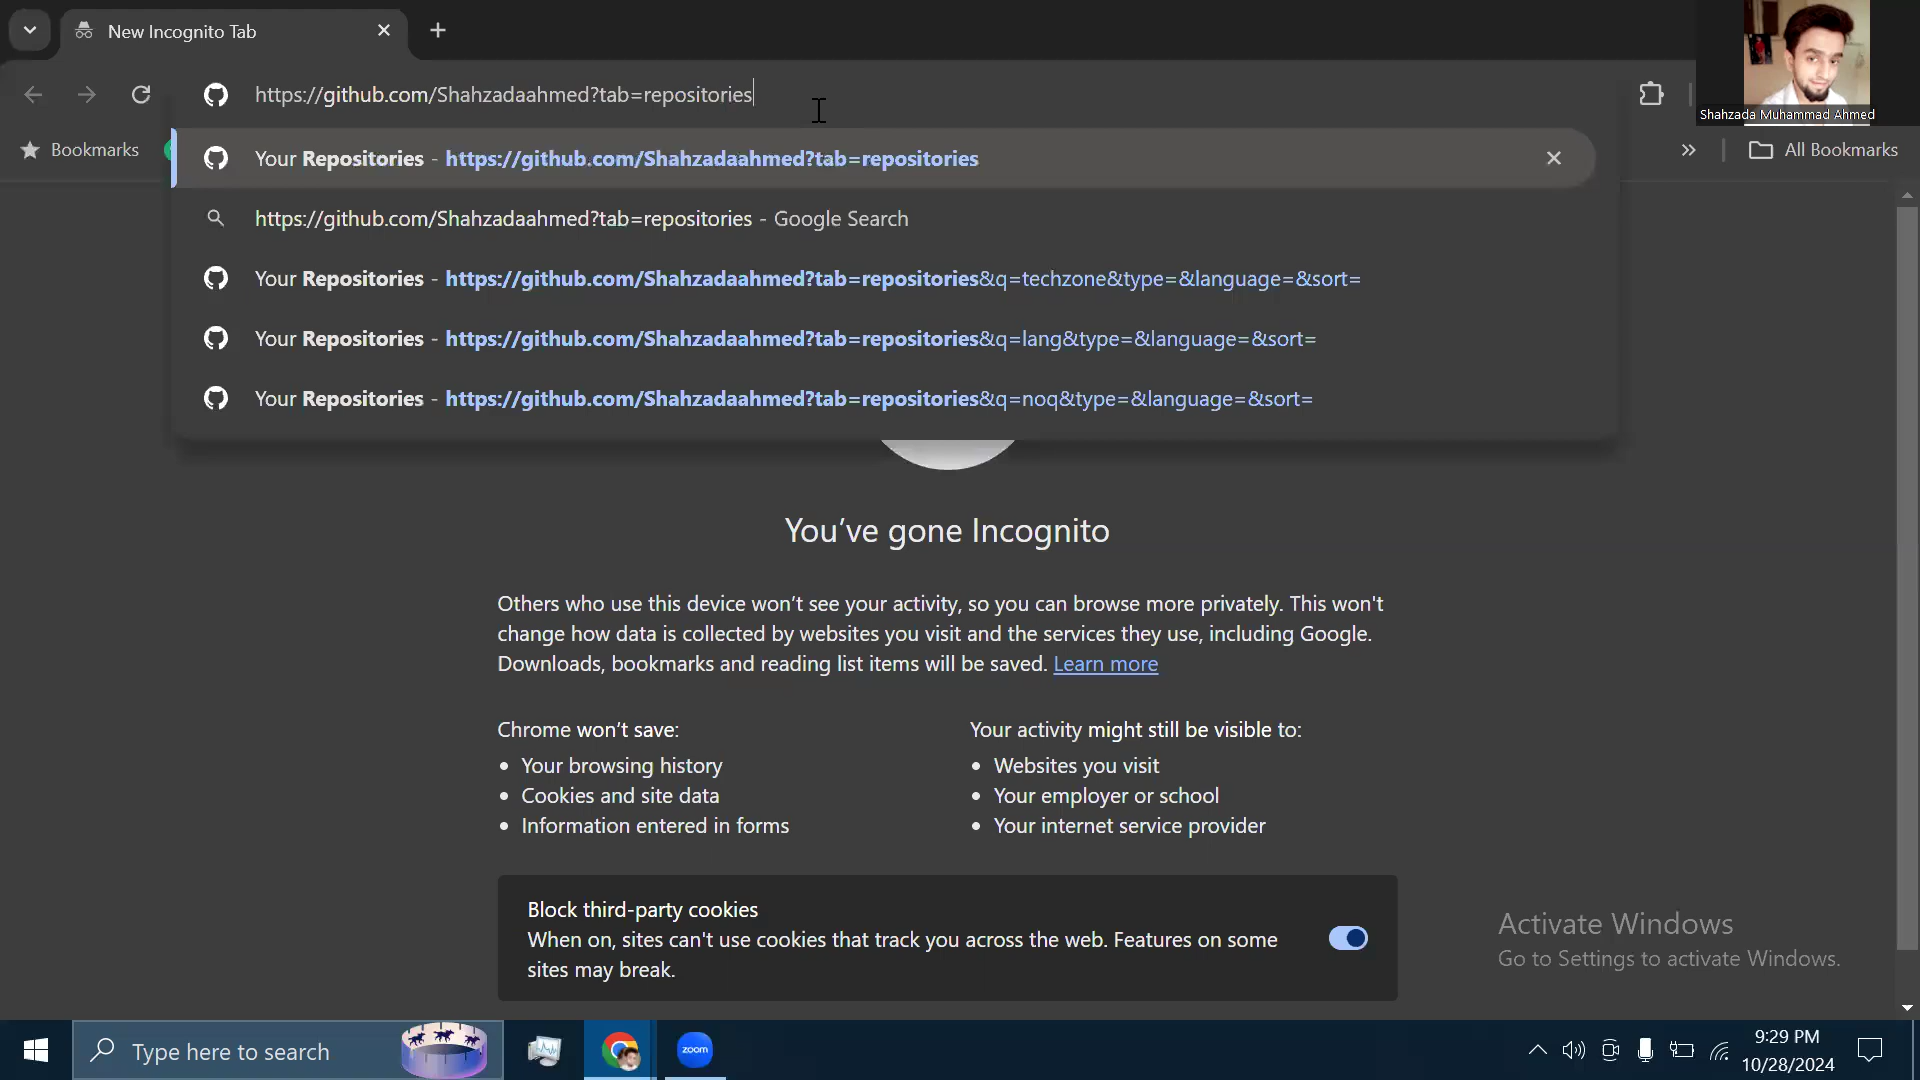 New Incognito Tab
https://github.com/Shahzadaahmed?tab=repositories
Shahzada Muhammad Ahmed
Bookmarks
All Bookmarks
Your Repositories - https://github.com/Shahzadaahmed?tab=repositories
https://github.com/Shahzadaahmed?tab=repositories - Google Search
Your Repositories - https://github.com/Shahzadaahmed?tab=repositories&q=techzone&type=&language=&sort=
Your Repositories - https://github.com/Shahzadaahmed?tab=repositories&q=lang&type=&language=&sort=
Your Repositories - https://github.com/Shahzadaahmed?tab=repositories&q=noq&type=&language=&sort=
You’ve gone Incognito
Others who use this device won’t see your activity, so you can browse more privately. This won't
change how data is collected by websites you visit and the services they use, including Google.
Downloads, bookmarks and reading list items will be saved. Learn more
Chrome won’t save:
Your browsing history
Cookies and site data
Information entered in forms
Your activity might still be visible to:
Websites you visit
Your employer or school
Your internet service provider
Block third-party cookies
When on, sites can't use cookies that track you across the web. Features on some
sites may break.
Activate Windows
Go to Settings to activate Windows.
Type here to search
zoom
9:29 PM
10/28/2024